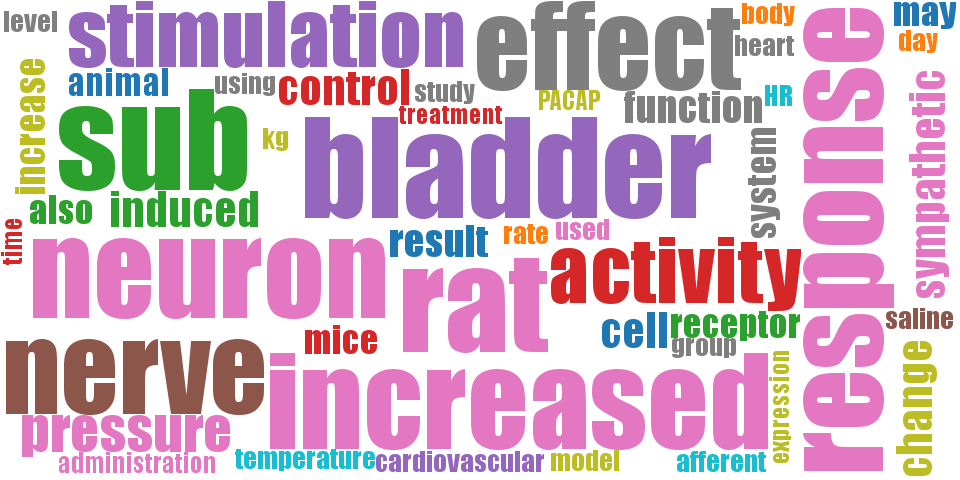 level
stimulation
effect
body
may
day
heart
animal
using
control
study
treatment
PACAP
function
HR
increase
sub
kg
bladder
system
response
sympathetic
also
induced
time
neuron
result
rate
used
rat
activity
cell
receptor
group
saline
mice
nerve
increased
expression
change
pressure
administration
temperature
cardiovascular
model
afferent